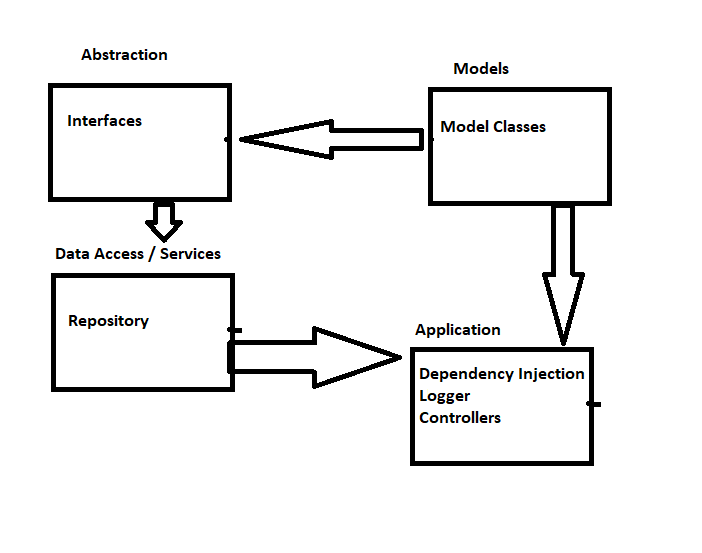 Abstraction
Interfaces
Models
Model Classes
Data Access / Services
Repository
Application
Dependency Injection
Logger
Controllers